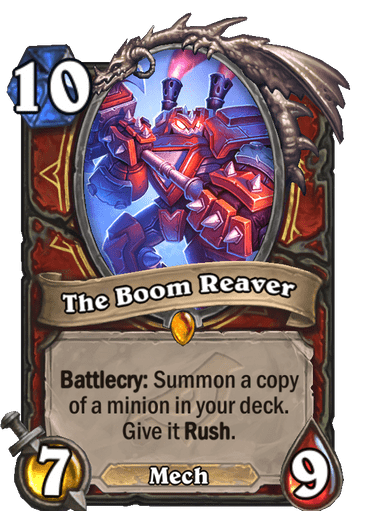 10
The Boom Reaver
Battlecry: Summon a copy
of a minion in your deck.
Give it Rush.
7
Mech
9